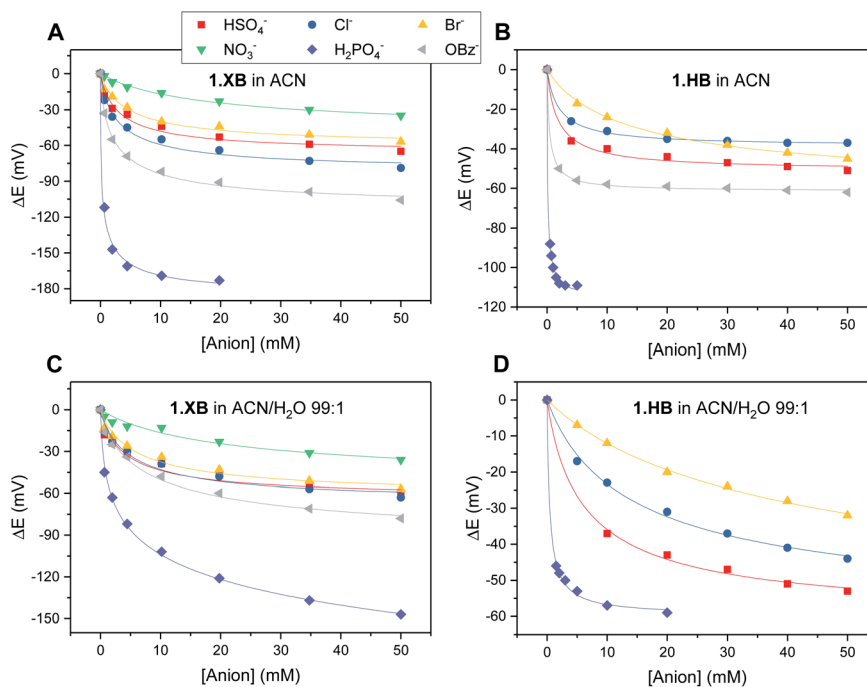 HSO₄⁻ Cl⁻ Br⁻
NO₃⁻ H₂PO₄⁻ OBz⁻
A
1.XB in ACN
0
-30
-60
-90
-120
-150
-180
ΔE (mV)
0 10 20 30 40 50
[Anion] (mM)
B
1.HB in ACN
0
-20
-40
-60
-80
-100
-120
ΔE (mV)
0 10 20 30 40 50
[Anion] (mM)
C
1.XB in ACN/H₂O 99:1
0
-30
-60
-90
-120
-150
ΔE (mV)
0 10 20 30 40 50
[Anion] (mM)
D
1.HB in ACN/H₂O 99:1
0
-10
-20
-30
-40
-50
-60
ΔE (mV)
0 10 20 30 40 50
[Anion] (mM)